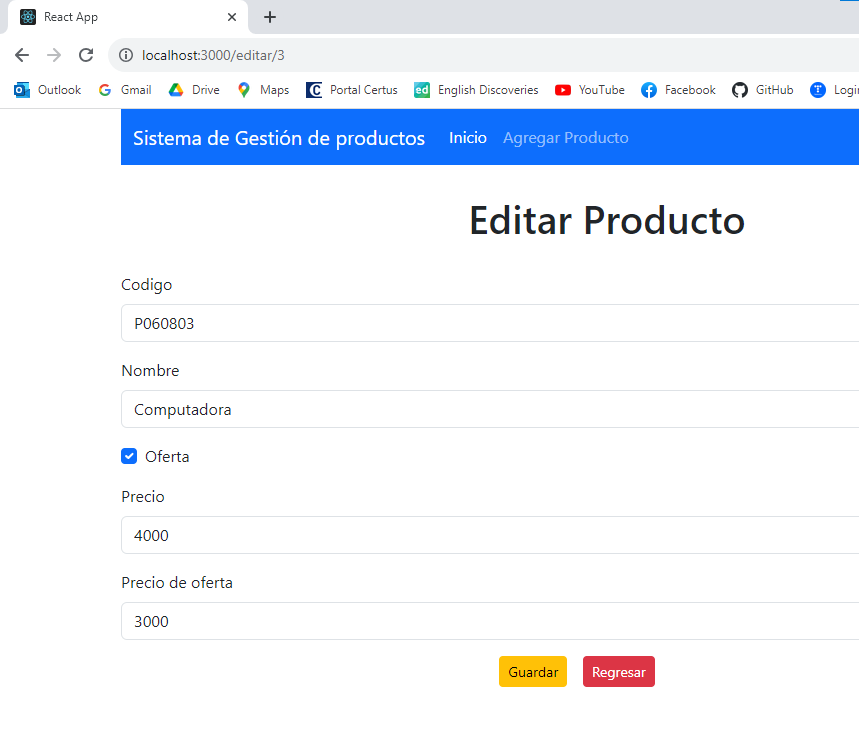 React App
localhost:3000/editar/3
Outlook Gmail Drive Maps Portal Certus English Discoveries YouTube Facebook GitHub Login
Sistema de Gestión de productos Inicio Agregar Producto
Editar Producto
Codigo
P060803
Nombre
Computadora
Oferta
Precio
4000
Precio de oferta
3000
Guardar Regresar